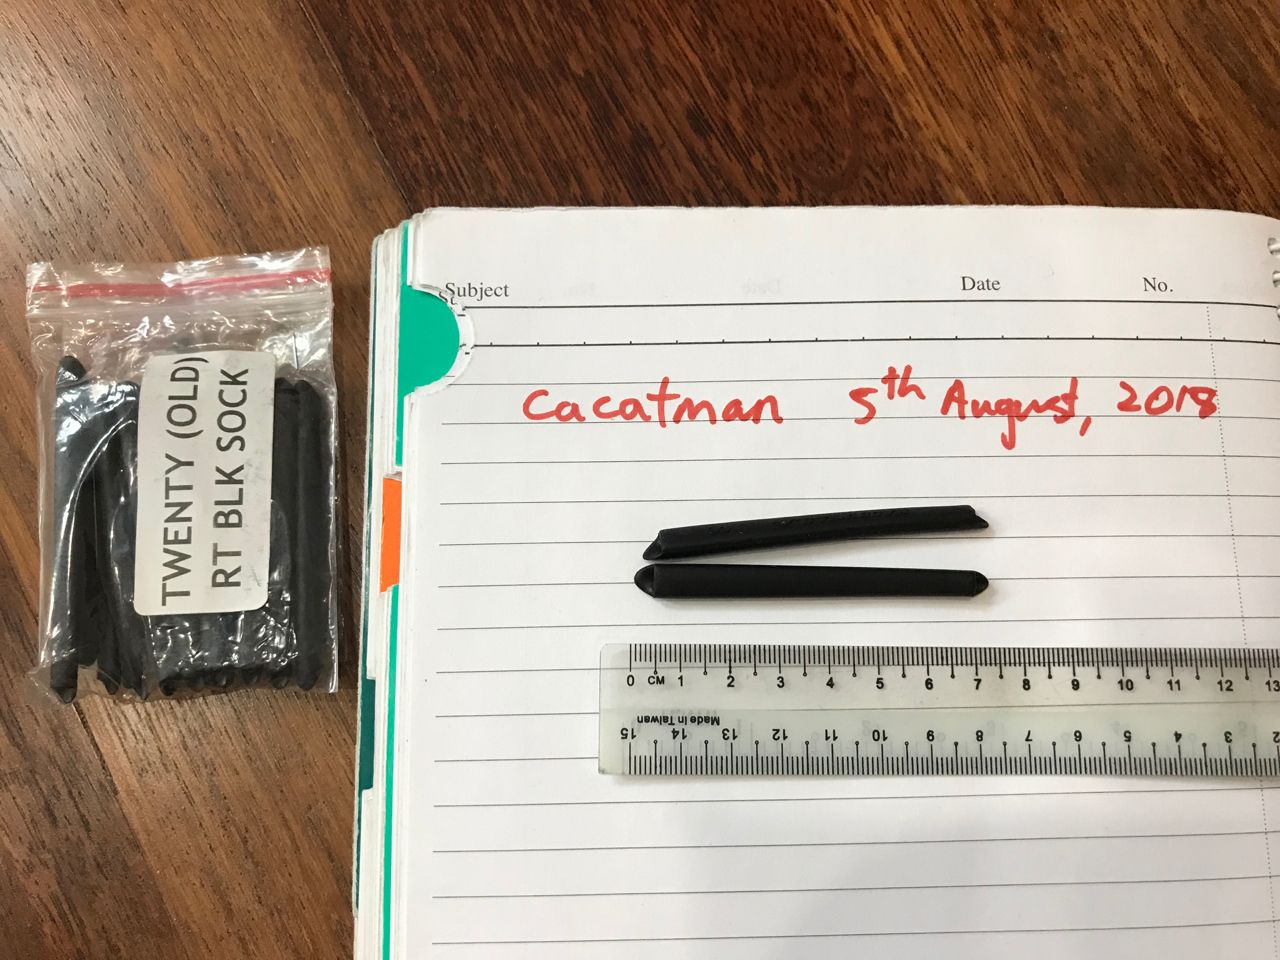 TWENTY (OLD)
RT BLK SOCK
Subject
Date
No.
Cacatman 5th August, 2018
0 CM 1 2 3 4 5 6 7 8 9 10 11 12 13
15 14 13 12 11 10 9 8 7 6 5 4 3 2
Made in Taiwan